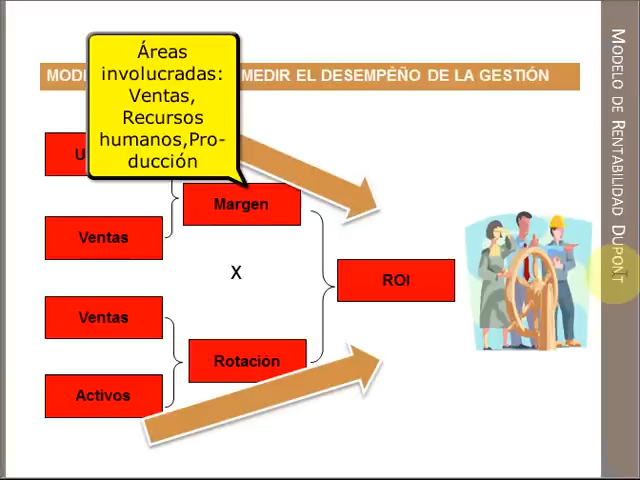 MODE MEDIR EL DESEMPÈÑO DE LA GESTIÓN
Áreas
involucradas:
Ventas,
Recursos
humanos,Pro-
ducción
U
Margen
Ventas
X
ROI
Ventas
Rotación
Activos
MODELO DE RENTABILIDAD DUPONT